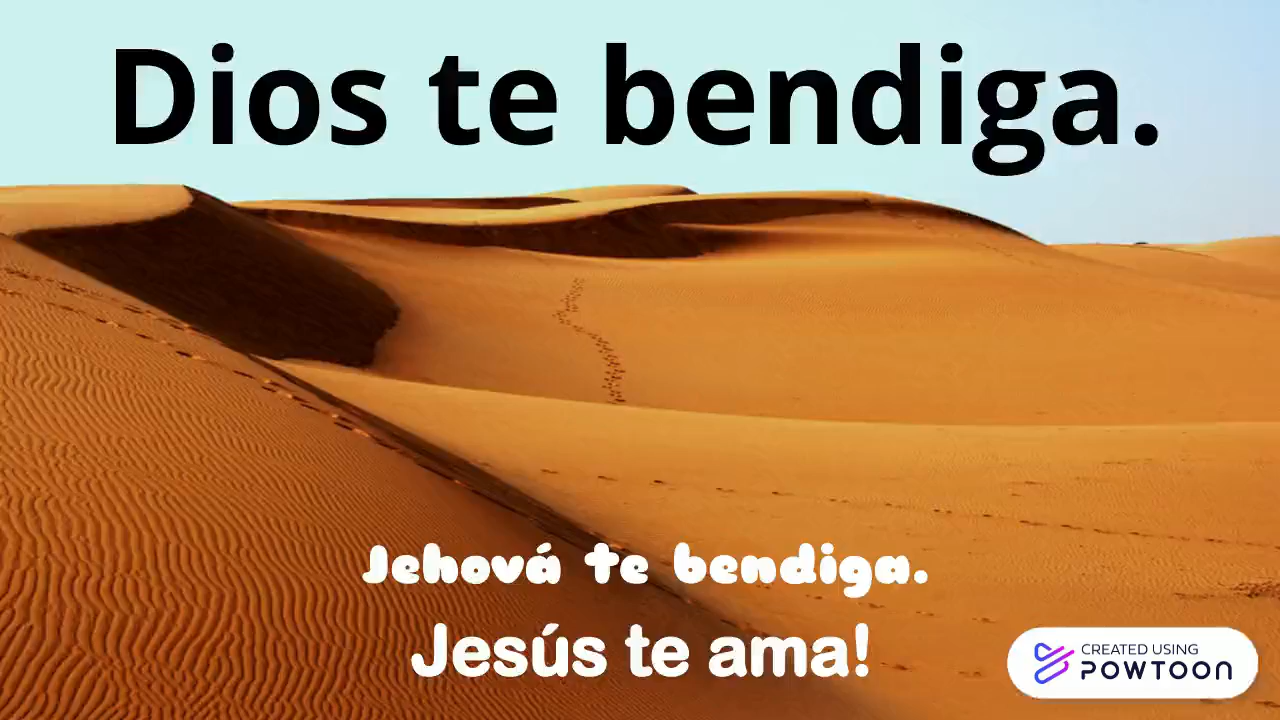 Dios te bendiga.
Jehová te bendiga.
Jesús te ama!
CREATED USING
POWTOON